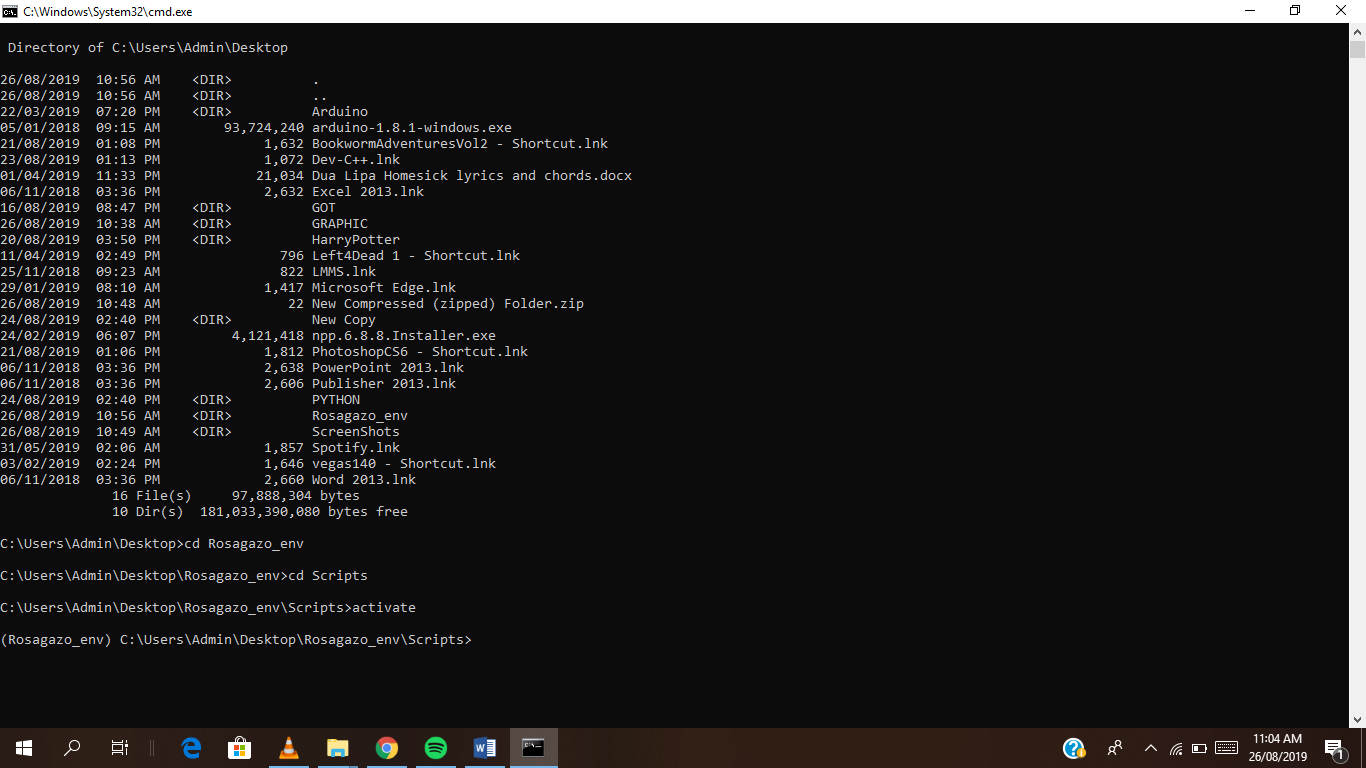 C:\Windows\System32\cmd.exe
Directory of C:\Users\Admin\Desktop
26/08/2019  10:56 AM    <DIR>          .
26/08/2019  10:56 AM    <DIR>          ..
22/03/2019  07:20 PM    <DIR>          Arduino
05/01/2018  09:15 AM        93,724,240 arduino-1.8.1-windows.exe
21/08/2019  01:08 PM             1,632 BookwormAdventuresVol2 - Shortcut.lnk
23/08/2019  01:13 PM             1,072 Dev-C++.lnk
01/04/2019  11:33 PM            21,034 Dua Lipa Homesick lyrics and chords.docx
06/11/2018  03:36 PM             2,632 Excel 2013.lnk
16/08/2019  08:47 PM    <DIR>          GOT
26/08/2019  10:38 AM    <DIR>          GRAPHIC
20/08/2019  03:50 PM    <DIR>          HarryPotter
11/04/2019  02:49 PM               796 Left4Dead 1 - Shortcut.lnk
25/11/2018  09:23 AM               822 LMMS.lnk
29/01/2019  08:10 AM             1,417 Microsoft Edge.lnk
26/08/2019  10:48 AM                22 New Compressed (zipped) Folder.zip
24/08/2019  02:40 PM    <DIR>          New Copy
24/02/2019  06:07 PM         4,121,418 npp.6.8.8.Installer.exe
21/08/2019  01:06 PM             1,812 PhotoshopCS6 - Shortcut.lnk
06/11/2018  03:36 PM             2,638 PowerPoint 2013.lnk
06/11/2018  03:36 PM             2,606 Publisher 2013.lnk
24/08/2019  02:40 PM    <DIR>          PYTHON
26/08/2019  10:56 AM    <DIR>          Rosagazo_env
26/08/2019  10:49 AM    <DIR>          ScreenShots
31/05/2019  02:06 AM             1,857 Spotify.lnk
03/02/2019  02:24 PM             1,646 vegas140 - Shortcut.lnk
06/11/2018  03:36 PM             2,660 Word 2013.lnk
16 File(s)     97,888,304 bytes
10 Dir(s)  181,033,390,080 bytes free
C:\Users\Admin\Desktop>cd Rosagazo_env
C:\Users\Admin\Desktop\Rosagazo_env>cd Scripts
C:\Users\Admin\Desktop\Rosagazo_env\Scripts>activate
(Rosagazo_env) C:\Users\Admin\Desktop\Rosagazo_env\Scripts>
11:04 AM
26/08/2019
1